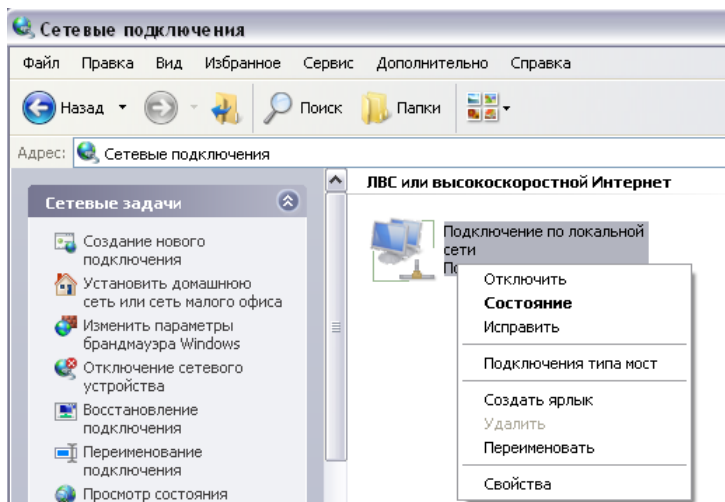 Сетевые подключения
Файл Правка Вид Избранное Сервис Дополнительно Справка
Назад Поиск Папки
Адрес: Сетевые подключения
Сетевые задачи
Создание нового
подключения
Установить домашнюю
сеть или сеть малого офиса
Изменить параметры
брандмауэра Windows
Отключение сетевого
устройства
Восстановление
подключения
Переименование
подключения
Просмотр состояния
ЛВС или высокоскоростной Интернет
Подключение по локальной
сети
Отключить
Состояние
Исправить
Подключения типа мост
Создать ярлык
Удалить
Переименовать
Свойства